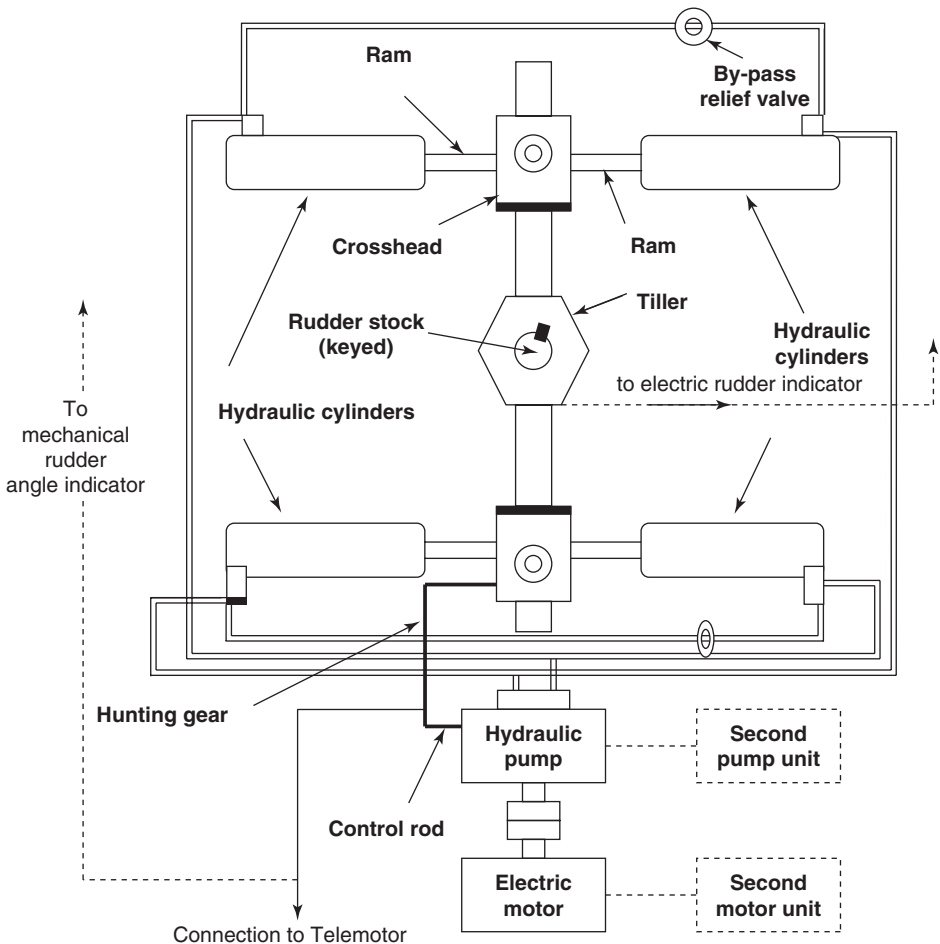 Ram
By-pass
relief valve
Crosshead
Ram
Tiller
Rudder stock
(keyed)
Hydraulic
cylinders
to electric rudder indicator
To
mechanical
rudder
angle indicator
Hydraulic cylinders
Hunting gear
Hydraulic
pump
Second
pump unit
Control rod
Electric
motor
Second
motor unit
Connection to Telemotor